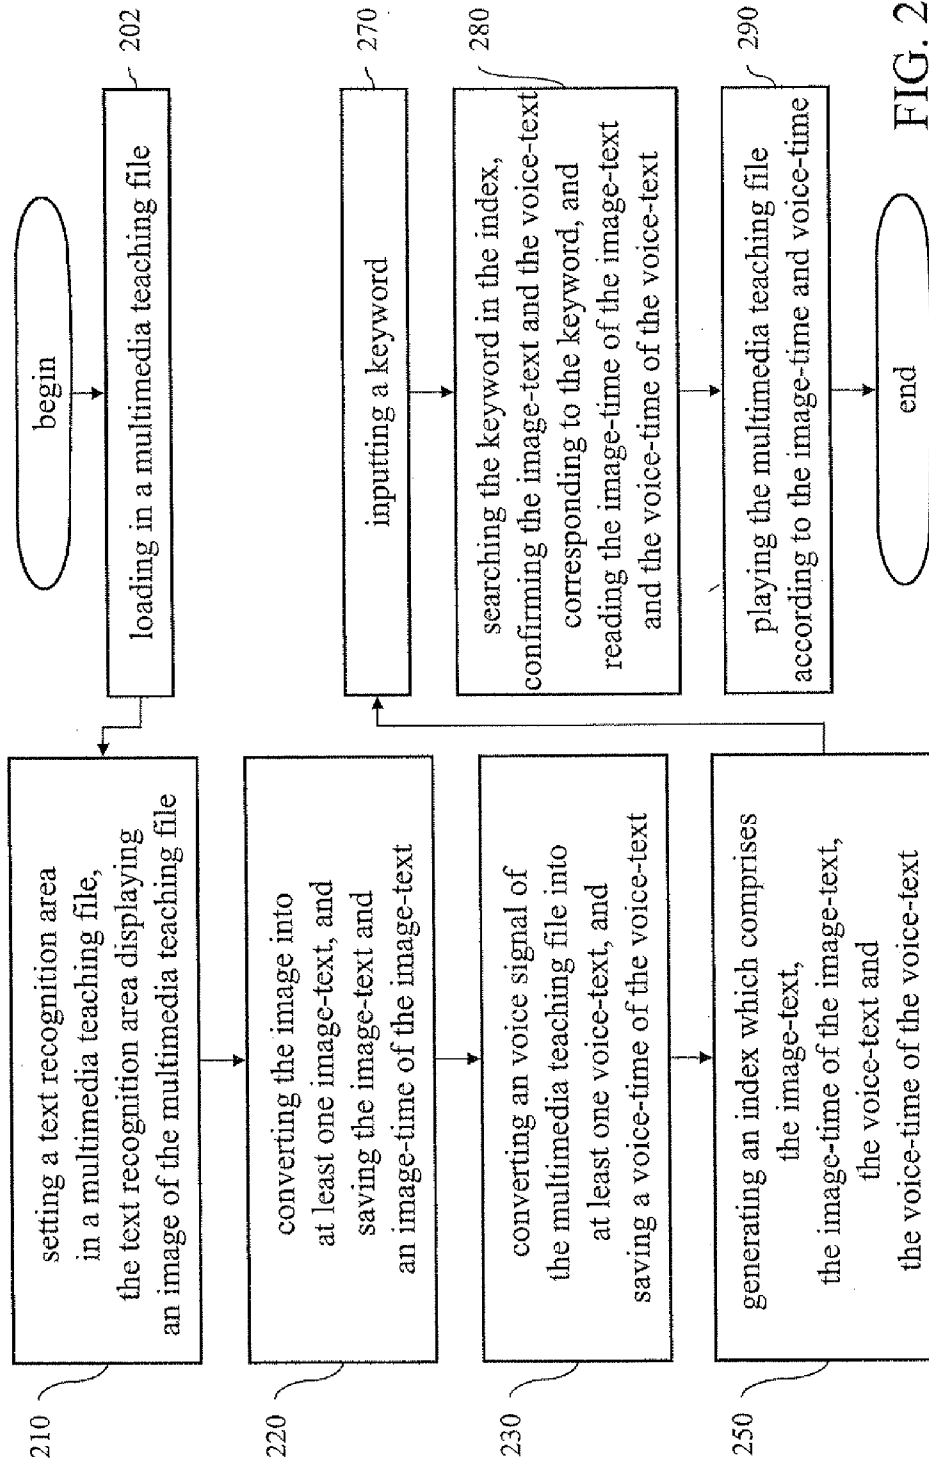 begin
loading in a multimedia teaching file
202
210
setting a text recognition area
in a multimedia teaching file,
the text recognition area displaying
an image of the multimedia teaching file
220
converting the image into
at least one image-text, and
saving the image-text and
an image-time of the image-text
230
converting an voice signal of
the multimedia teaching file into
at least one voice-text, and
saving a voice-time of the voice-text
250
generating an index which comprises
the image-text,
the image-time of the image-text,
the voice-text and
the voice-time of the voice-text
inputting a keyword
270
searching the keyword in the index,
confirming the image-text and the voice-text
corresponding to the keyword, and
reading the image-time of the image-text
and the voice-time of the voice-text
280
playing the multimedia teaching file
according to the image-time and voice-time
290
end
FIG. 2